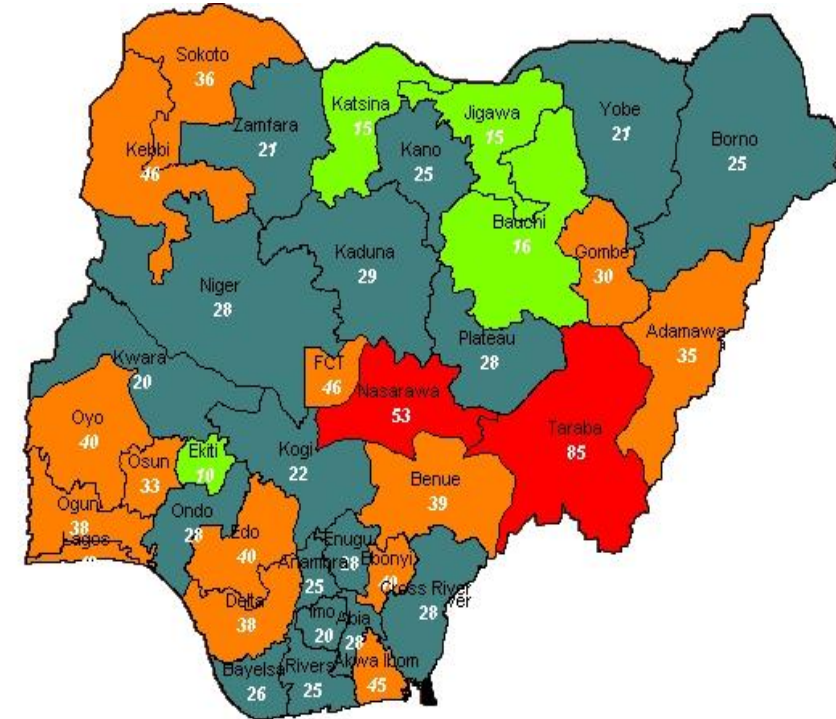 Sokoto
36
Katsina
15
Jigawa
15
Yobe
21
Borno
25
Zamfara
21
Kano
25
Kebbi
46
Bauchi
16
Gombe
30
Kaduna
29
Niger
28
Adamawa
35
Plateau
28
Kwara
20
FCT
46
Nasarawa
53
Taraba
85
Oyo
40
Osun
33
Ekiti
10
Kogi
22
Benue
39
Ogun
38
Lagos
Ondo
28
Edo
40
Enugu
28
Ebonyi
40
Anambra
25
Cross River
28
Delta
38
Imo
20
Abia
28
Bayelsa
26
Rivers
25
Akwa Ibom
45